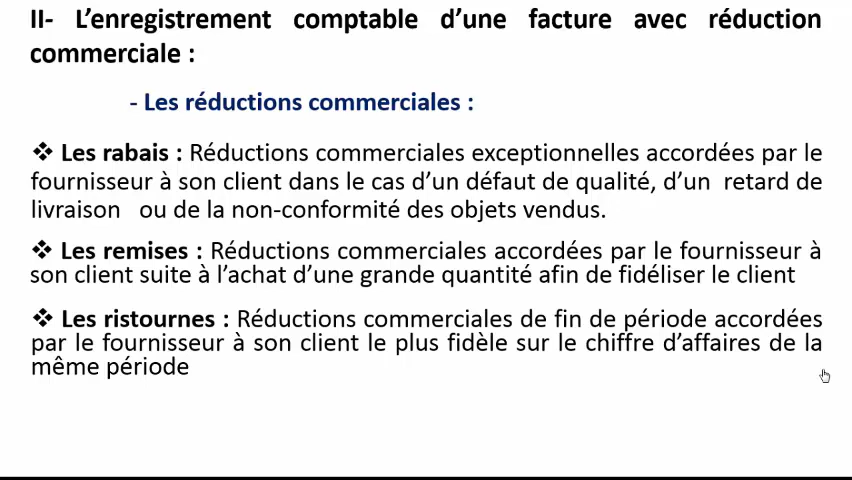 II- L’enregistrement comptable d’une facture avec réduction
commerciale :
- Les réductions commerciales :
❖ Les rabais : Réductions commerciales exceptionnelles accordées par le
fournisseur à son client dans le cas d’un défaut de qualité, d’un retard de
livraison ou de la non-conformité des objets vendus.
❖ Les remises : Réductions commerciales accordées par le fournisseur à
son client suite à l’achat d’une grande quantité afin de fidéliser le client
❖ Les ristournes : Réductions commerciales de fin de période accordées
par le fournisseur à son client le plus fidèle sur le chiffre d’affaires de la
même période